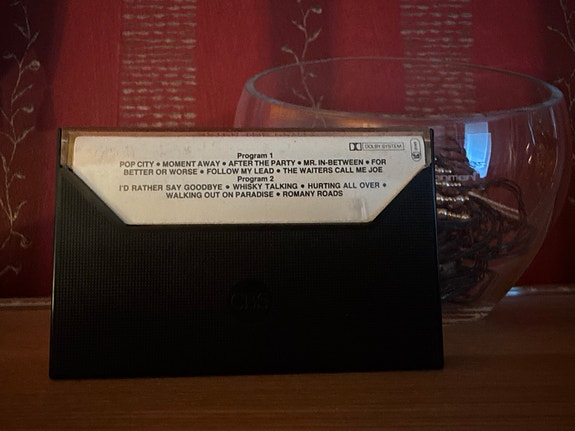 DOLBY SYSTEM
Program 1
POP CITY • MOMENT AWAY • AFTER THE PARTY • MR. IN-BETWEEN • FOR
BETTER OR WORSE • FOLLOW MY LEAD • THE WAITERS CALL ME JOE
Program 2
I'D RATHER SAY GOODBYE • WHISKY TALKING • HURTING ALL OVER •
WALKING OUT ON PARADISE • ROMANY ROADS
CBS